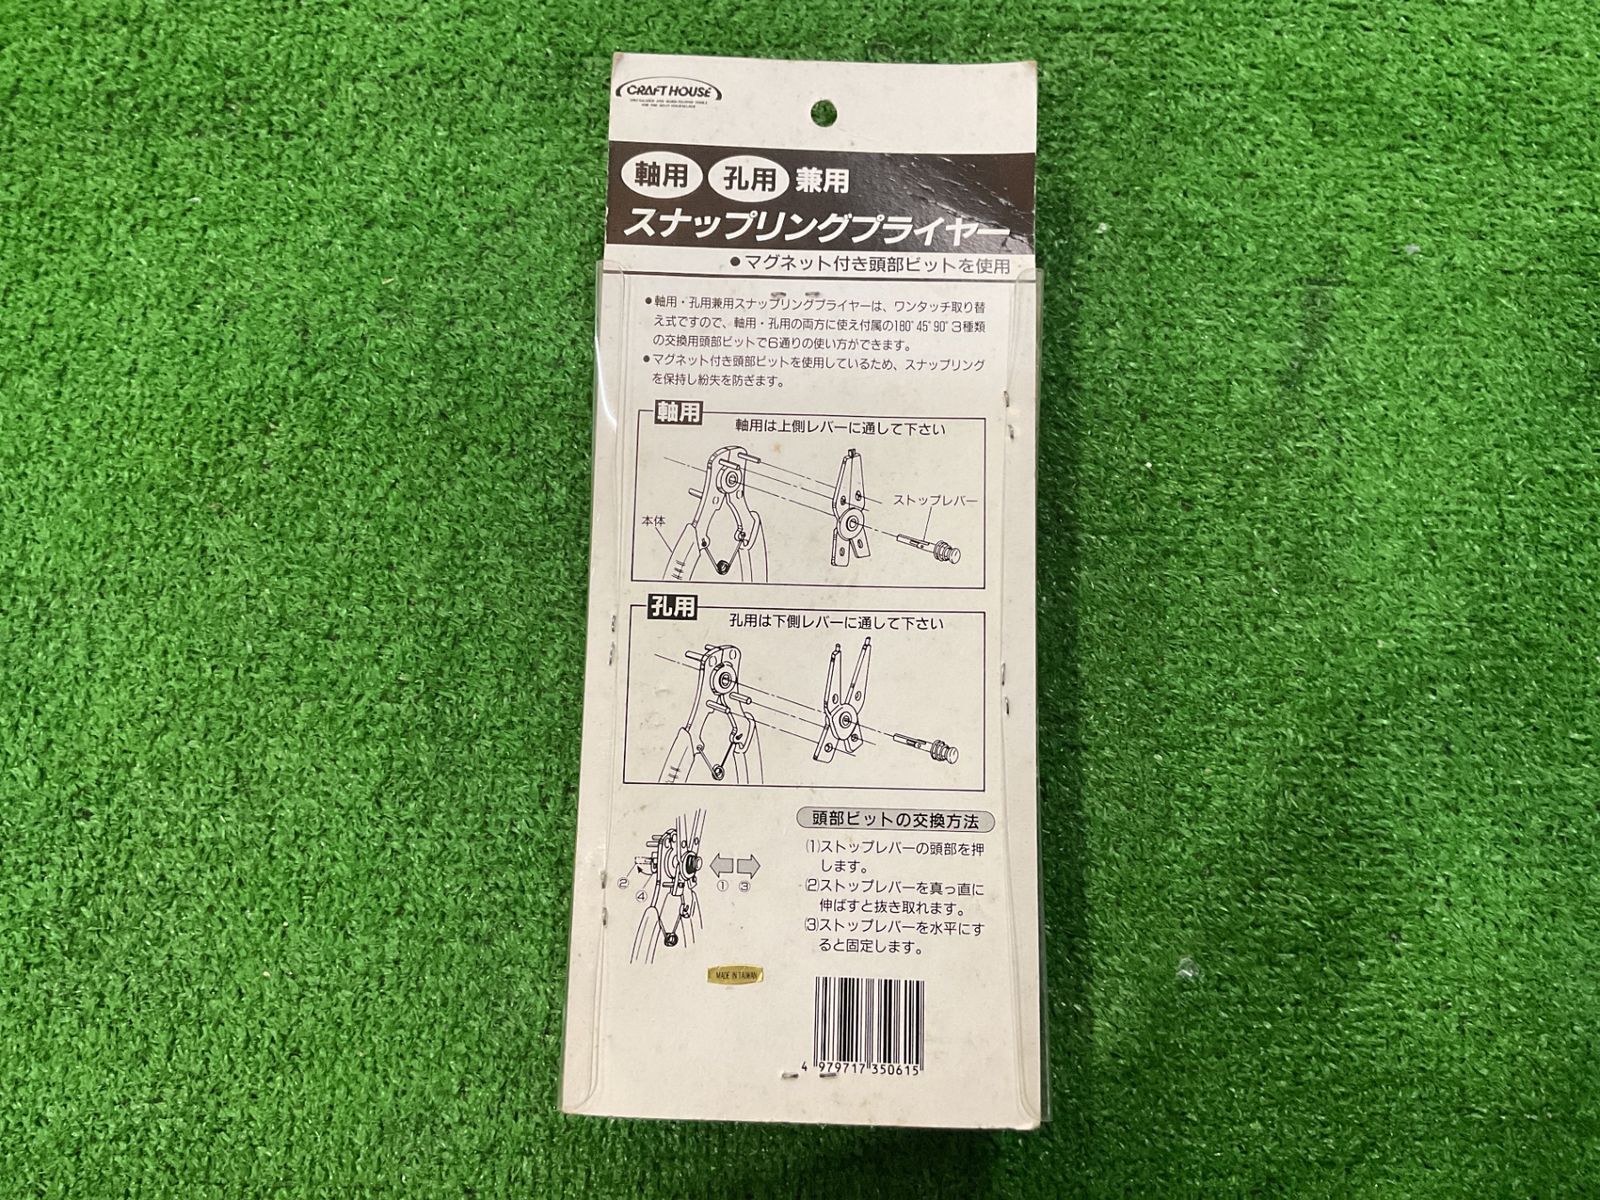 CRAFT HOUSE
軸用 孔用 兼用
スナップリングプライヤー
●マグネット付き頭部ビットを使用
●軸用・孔用兼用スナップリングプライヤーは、ワンタッチ取り替
え式ですので、軸用・孔用の両方に使え付属の180°45°90°3種類
の交換用頭部ビットで6通りの使い方ができます。
●マグネット付き頭部ビットを使用しているため、スナップリング
を保持し紛失を防ぎます。
軸用
軸用は上側レバーに通して下さい
ストップレバー
本体
孔用
孔用は下側レバーに通して下さい
頭部ビットの交換方法
(1)ストップレバーの頭部を押
します。
(2)ストップレバーを真っ直に
伸ばすと抜き取れます。
(3)ストップレバーを水平にす
ると固定します。
② ④ ① ③
MADE IN TAIWAN
4 979717 350615